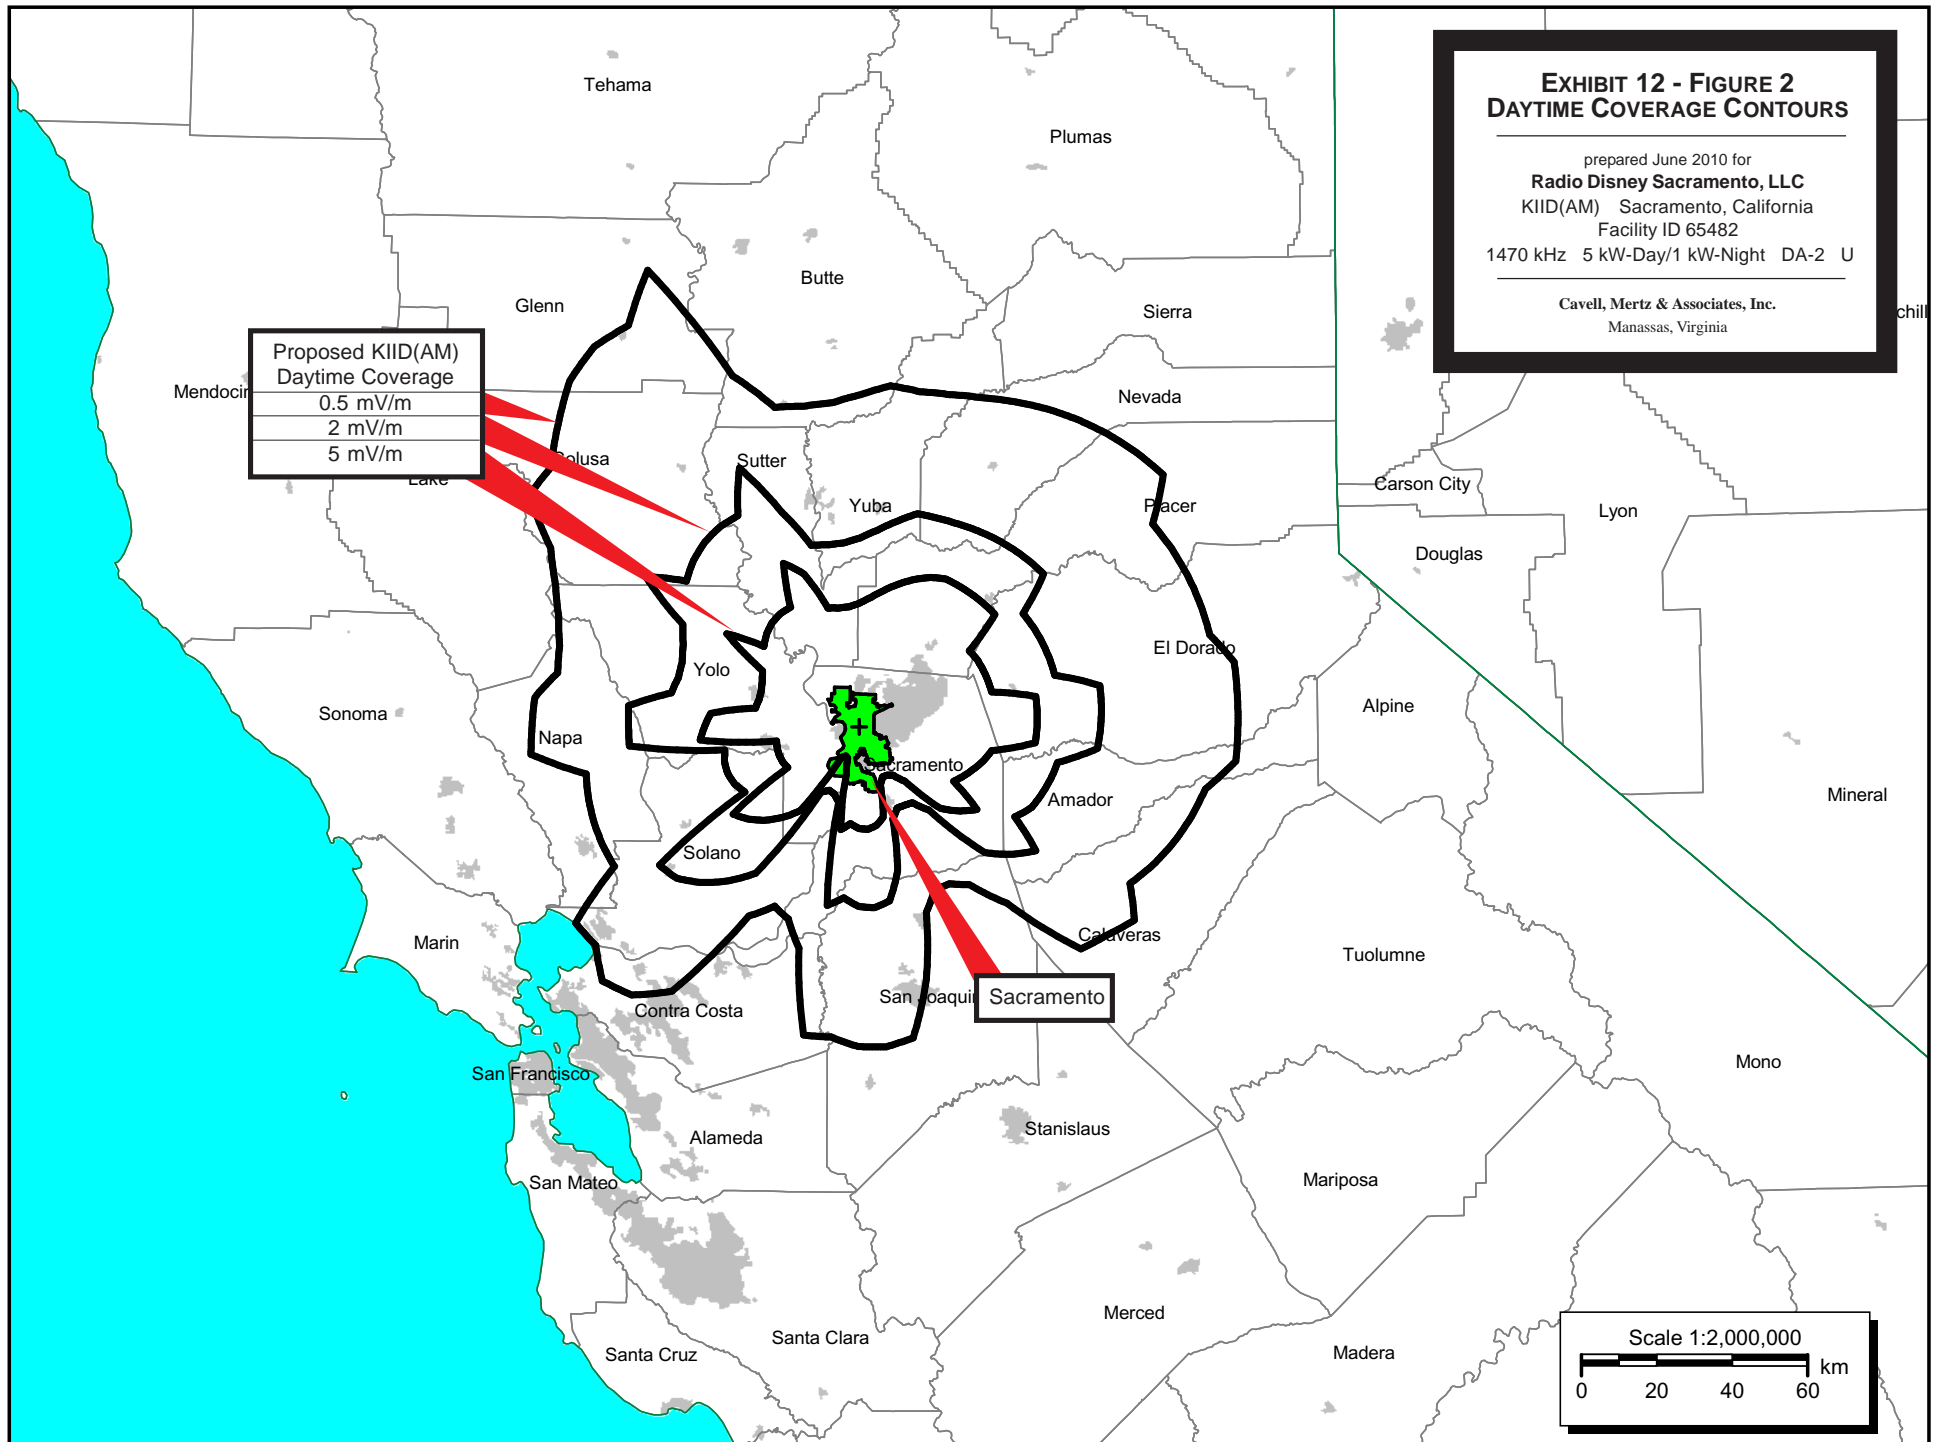 EXHIBIT 12 - FIGURE 2
DAYTIME COVERAGE CONTOURS
prepared June 2010 for
Radio Disney Sacramento, LLC
KIID(AM) Sacramento, California
Facility ID 65482
1470 kHz 5 kW-Day/1 kW-Night DA-2 U
Cavell, Mertz & Associates, Inc.
Manassas, Virginia
Tehama
Plumas
Butte
Glenn
Sierra
chill
Proposed KIID(AM)
Daytime Coverage
0.5 mV/m
2 mV/m
5 mV/m
Mendocin
Nevada
Colusa
Sutter
Lake
Carson City
Yuba
Placer
Lyon
Douglas
El Dorado
Yolo
Sonoma
Alpine
Napa
Sacramento
Amador
Mineral
Solano
Marin
Calaveras
Tuolumne
San Joaquin
Sacramento
Contra Costa
Mono
San Francisco
Stanislaus
Alameda
San Mateo
Mariposa
Merced
Santa Clara
Santa Cruz
Madera
Scale 1:2,000,000
km
0 20 40 60